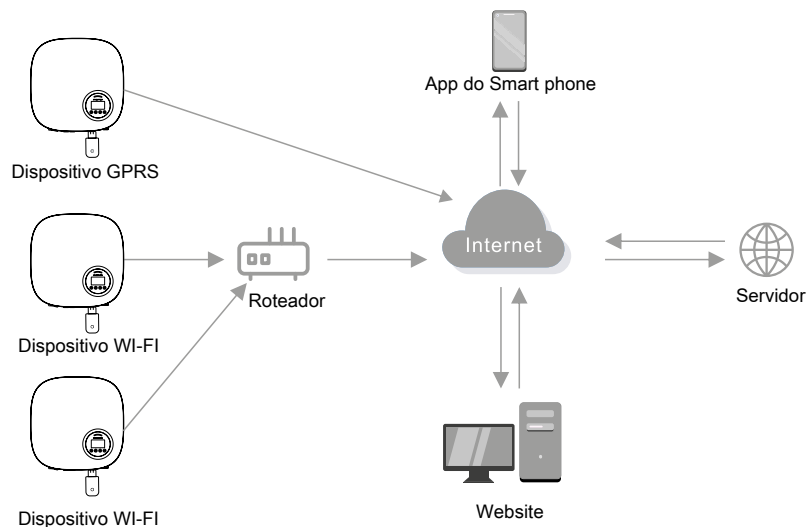 App do Smart phone
Dispositivo GPRS
Internet
Roteador
Servidor
Dispositivo WI-FI
Website
Dispositivo WI-FI